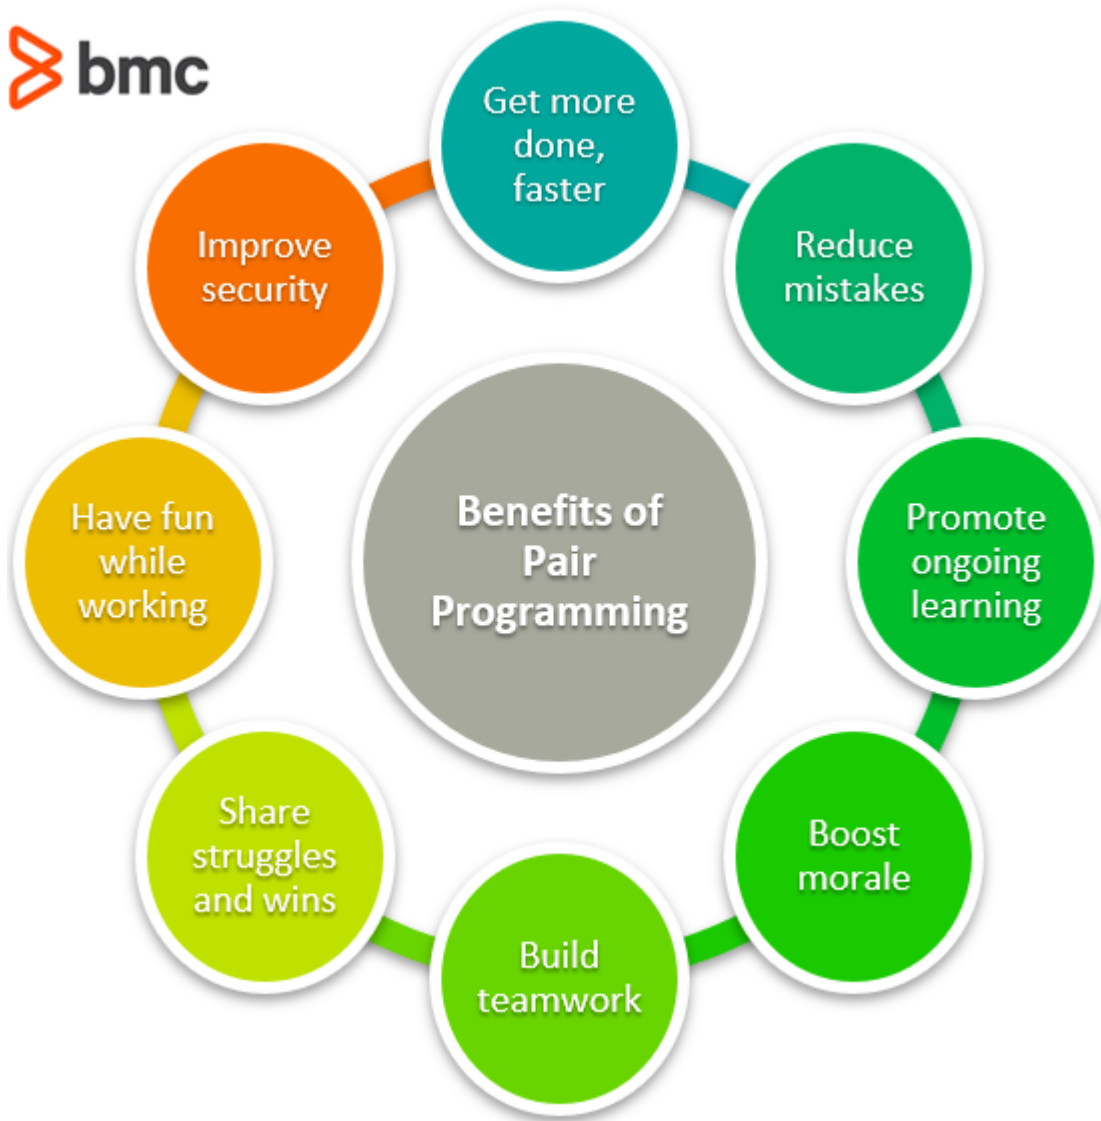 bmc
Get more
done,
faster
Reduce
mistakes
Promote
ongoing
learning
Boost
morale
Build
teamwork
Share
struggles
and wins
Have fun
while
working
Improve
security
Benefits of
Pair
Programming